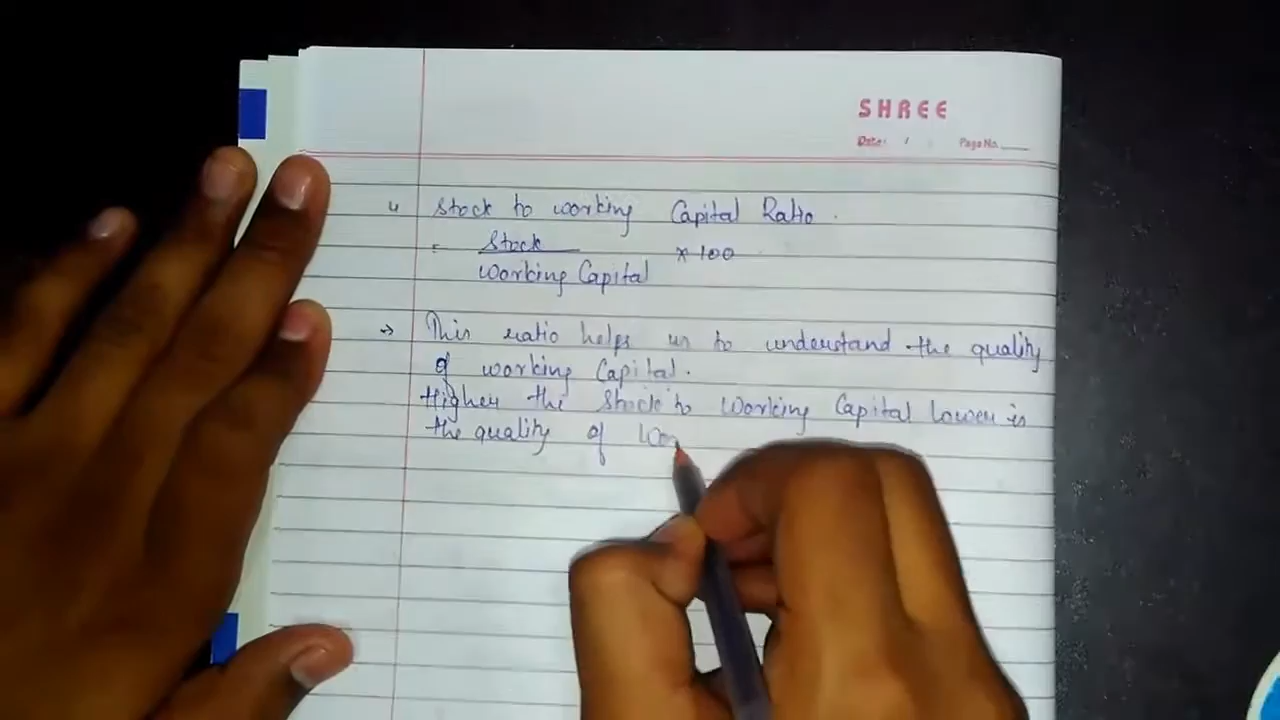 SHREE
Date: / Page No.
4 Stock to working Capital Ratio.
= Stock × 100
Working Capital
→ This ratio helps us to understand the quality
of working Capital.
Higher the Stock to Working Capital Lower is
the quality of Wor